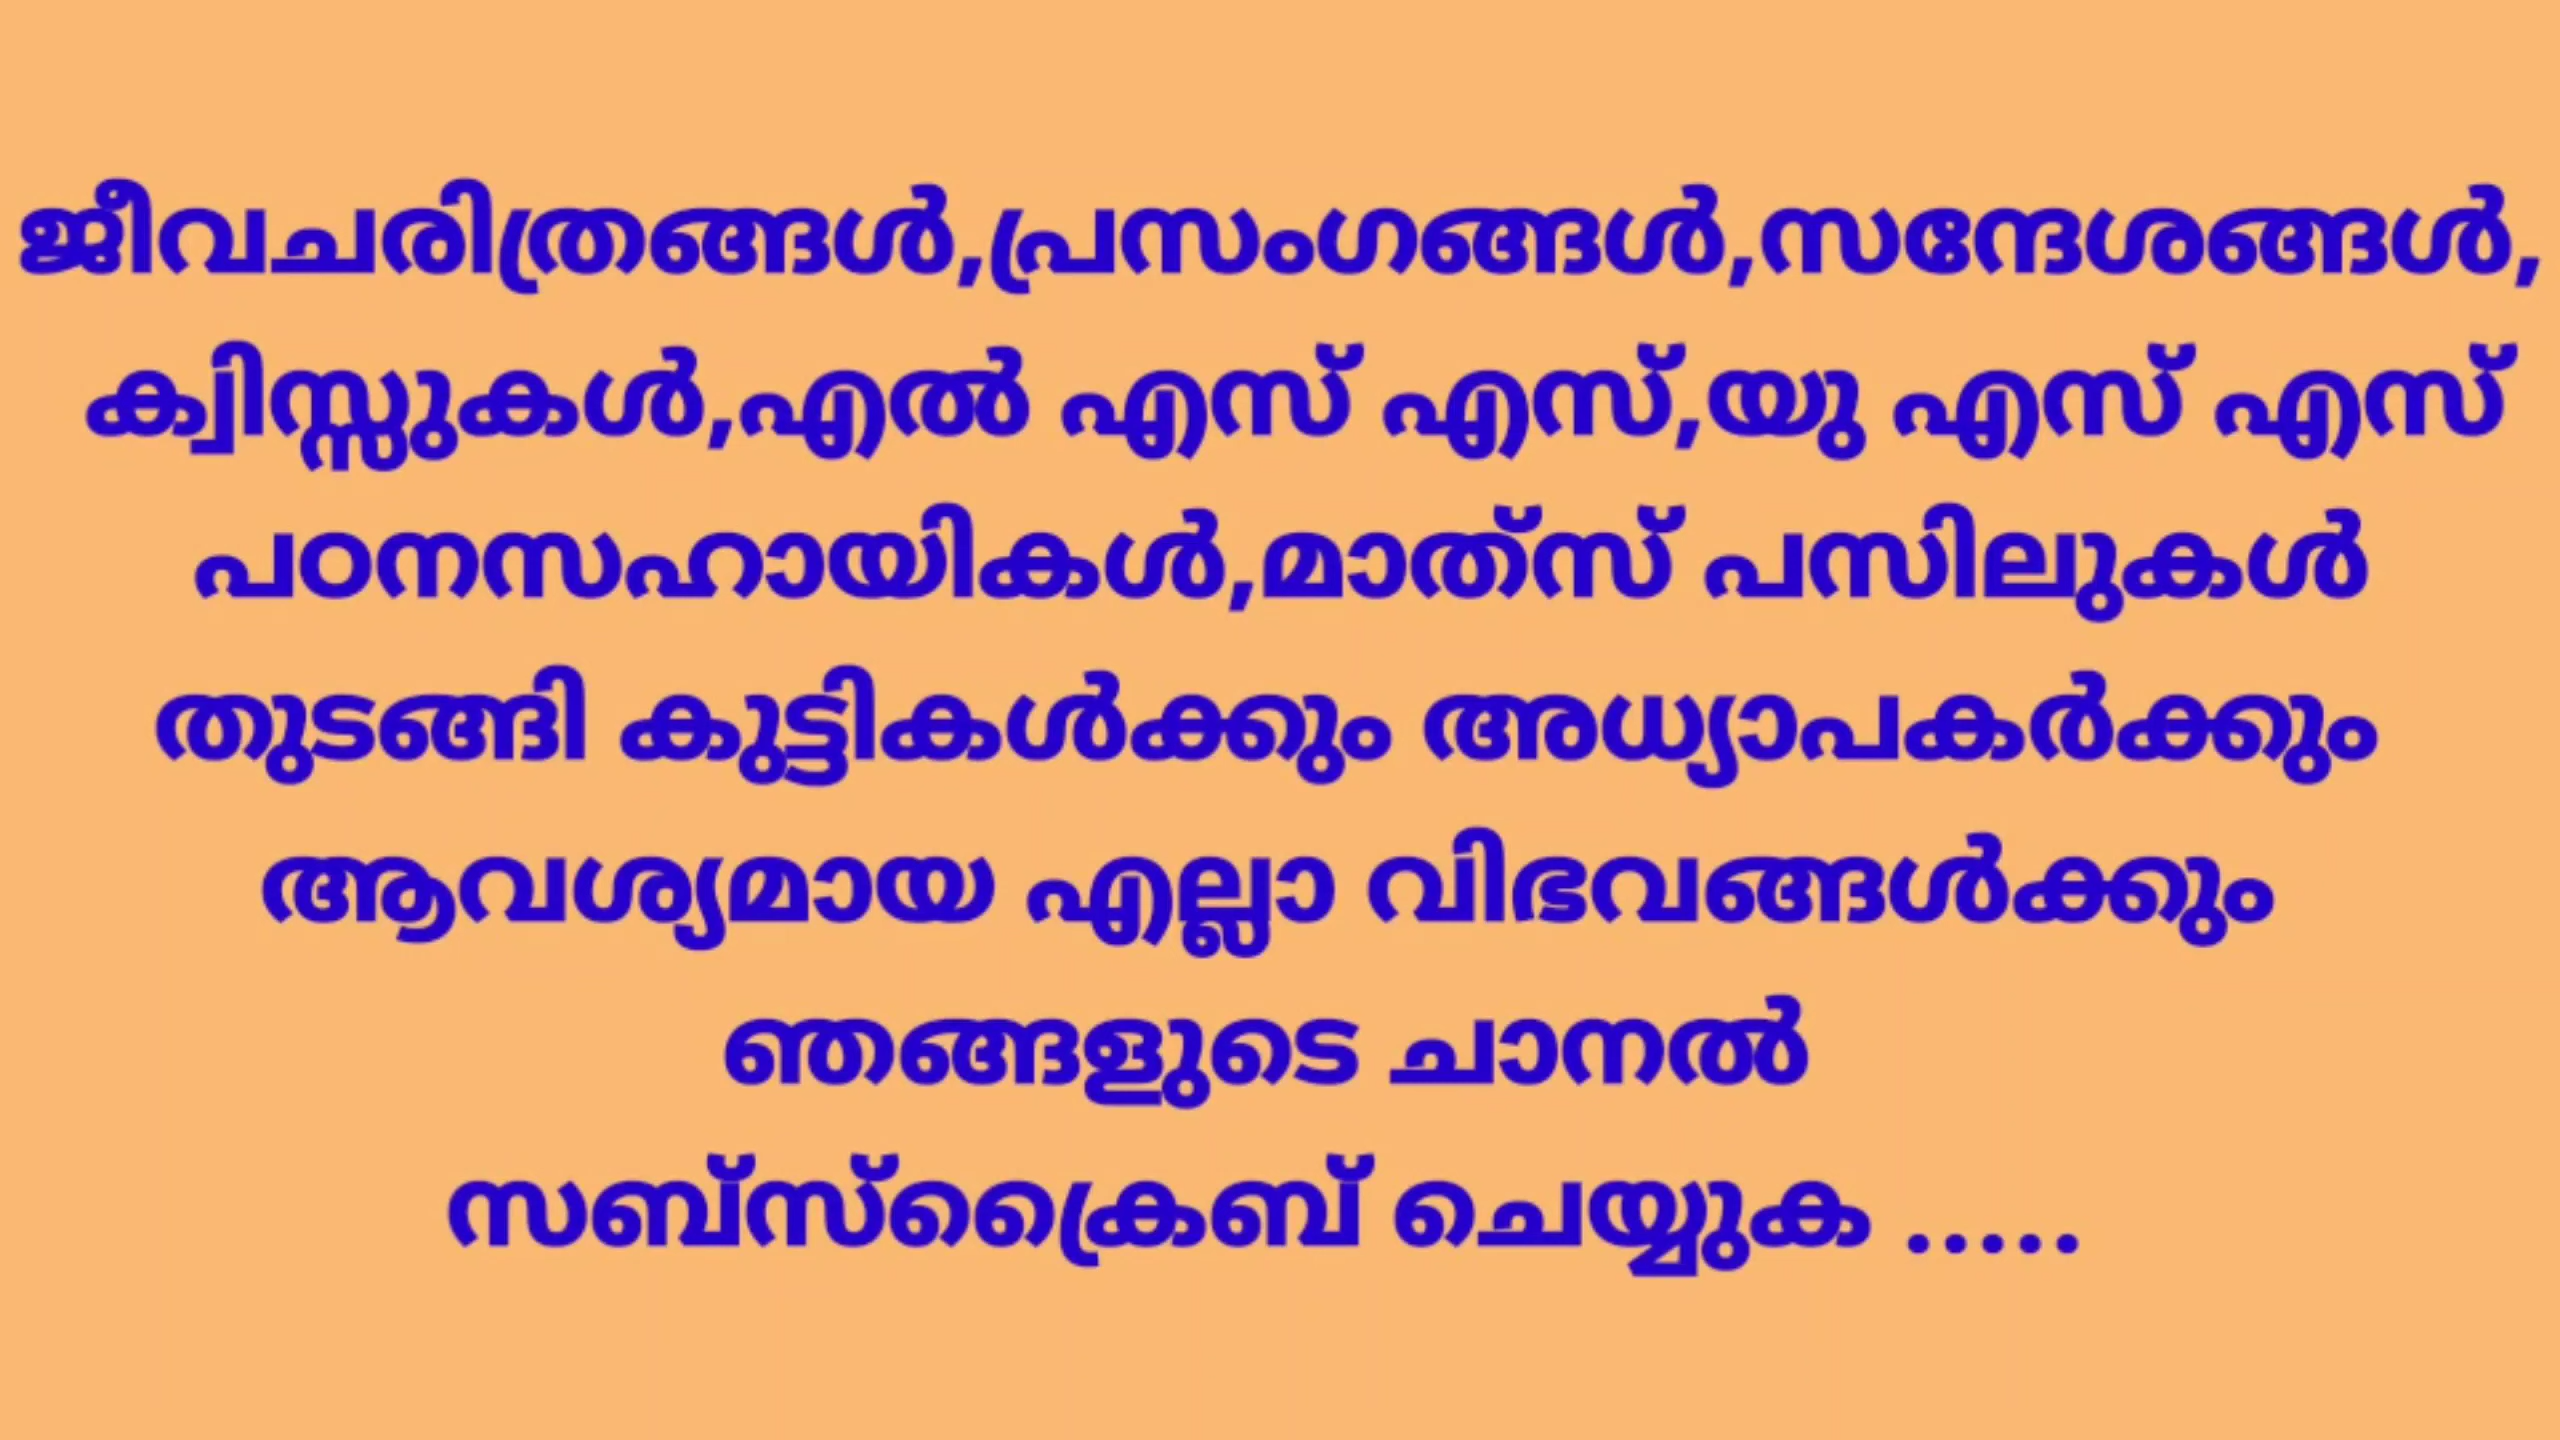 ജീവചരിത്രങ്ങൾ,പ്രസംഗങ്ങൾ,സന്ദേശങ്ങൾ,
ക്വിസ്സുകൾ,എൽ എസ് എസ്,യു എസ് എസ്
പഠനസഹായികൾ,മാത്സ് പസിലുകൾ
തുടങ്ങി കുട്ടികൾക്കും അധ്യാപകർക്കും
ആവശ്യമായ എല്ലാ വിഭവങ്ങൾക്കും
ഞങ്ങളുടെ ചാനൽ
സബ്സ്ക്രൈബ് ചെയ്യുക .....